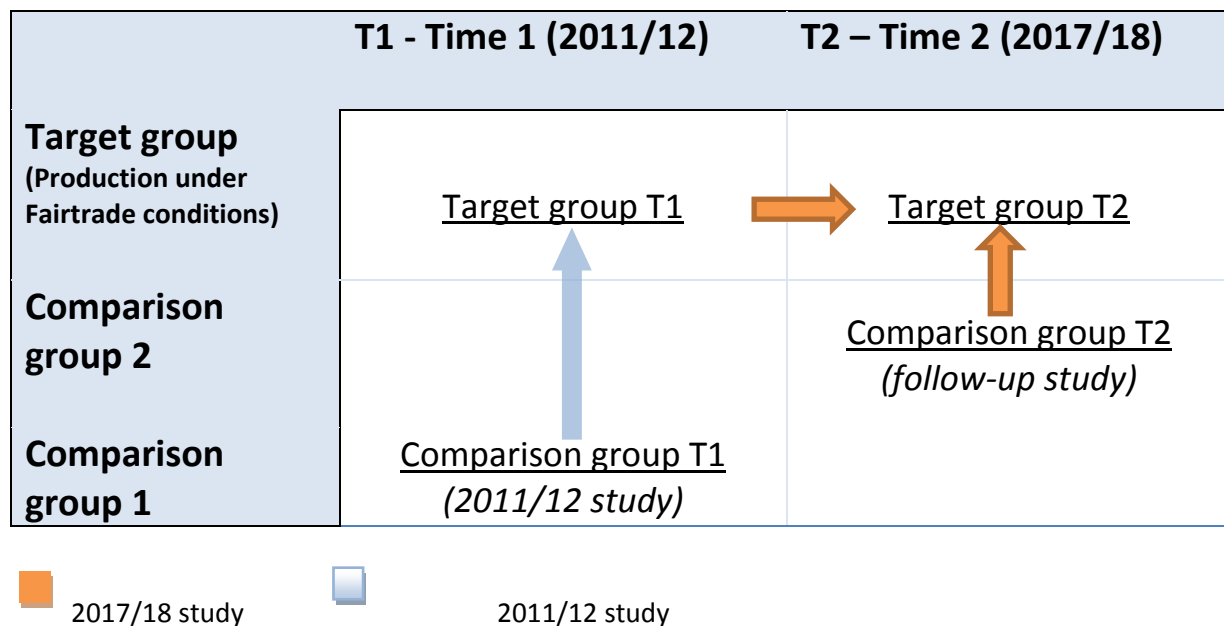 T1 - Time 1 (2011/12) T2 – Time 2 (2017/18)
Target group
(Production under
Fairtrade conditions)
Target group T1 Target group T2
Comparison
group 2
Comparison group T2
(follow-up study)
Comparison
group 1
Comparison group T1
(2011/12 study)
2017/18 study 2011/12 study